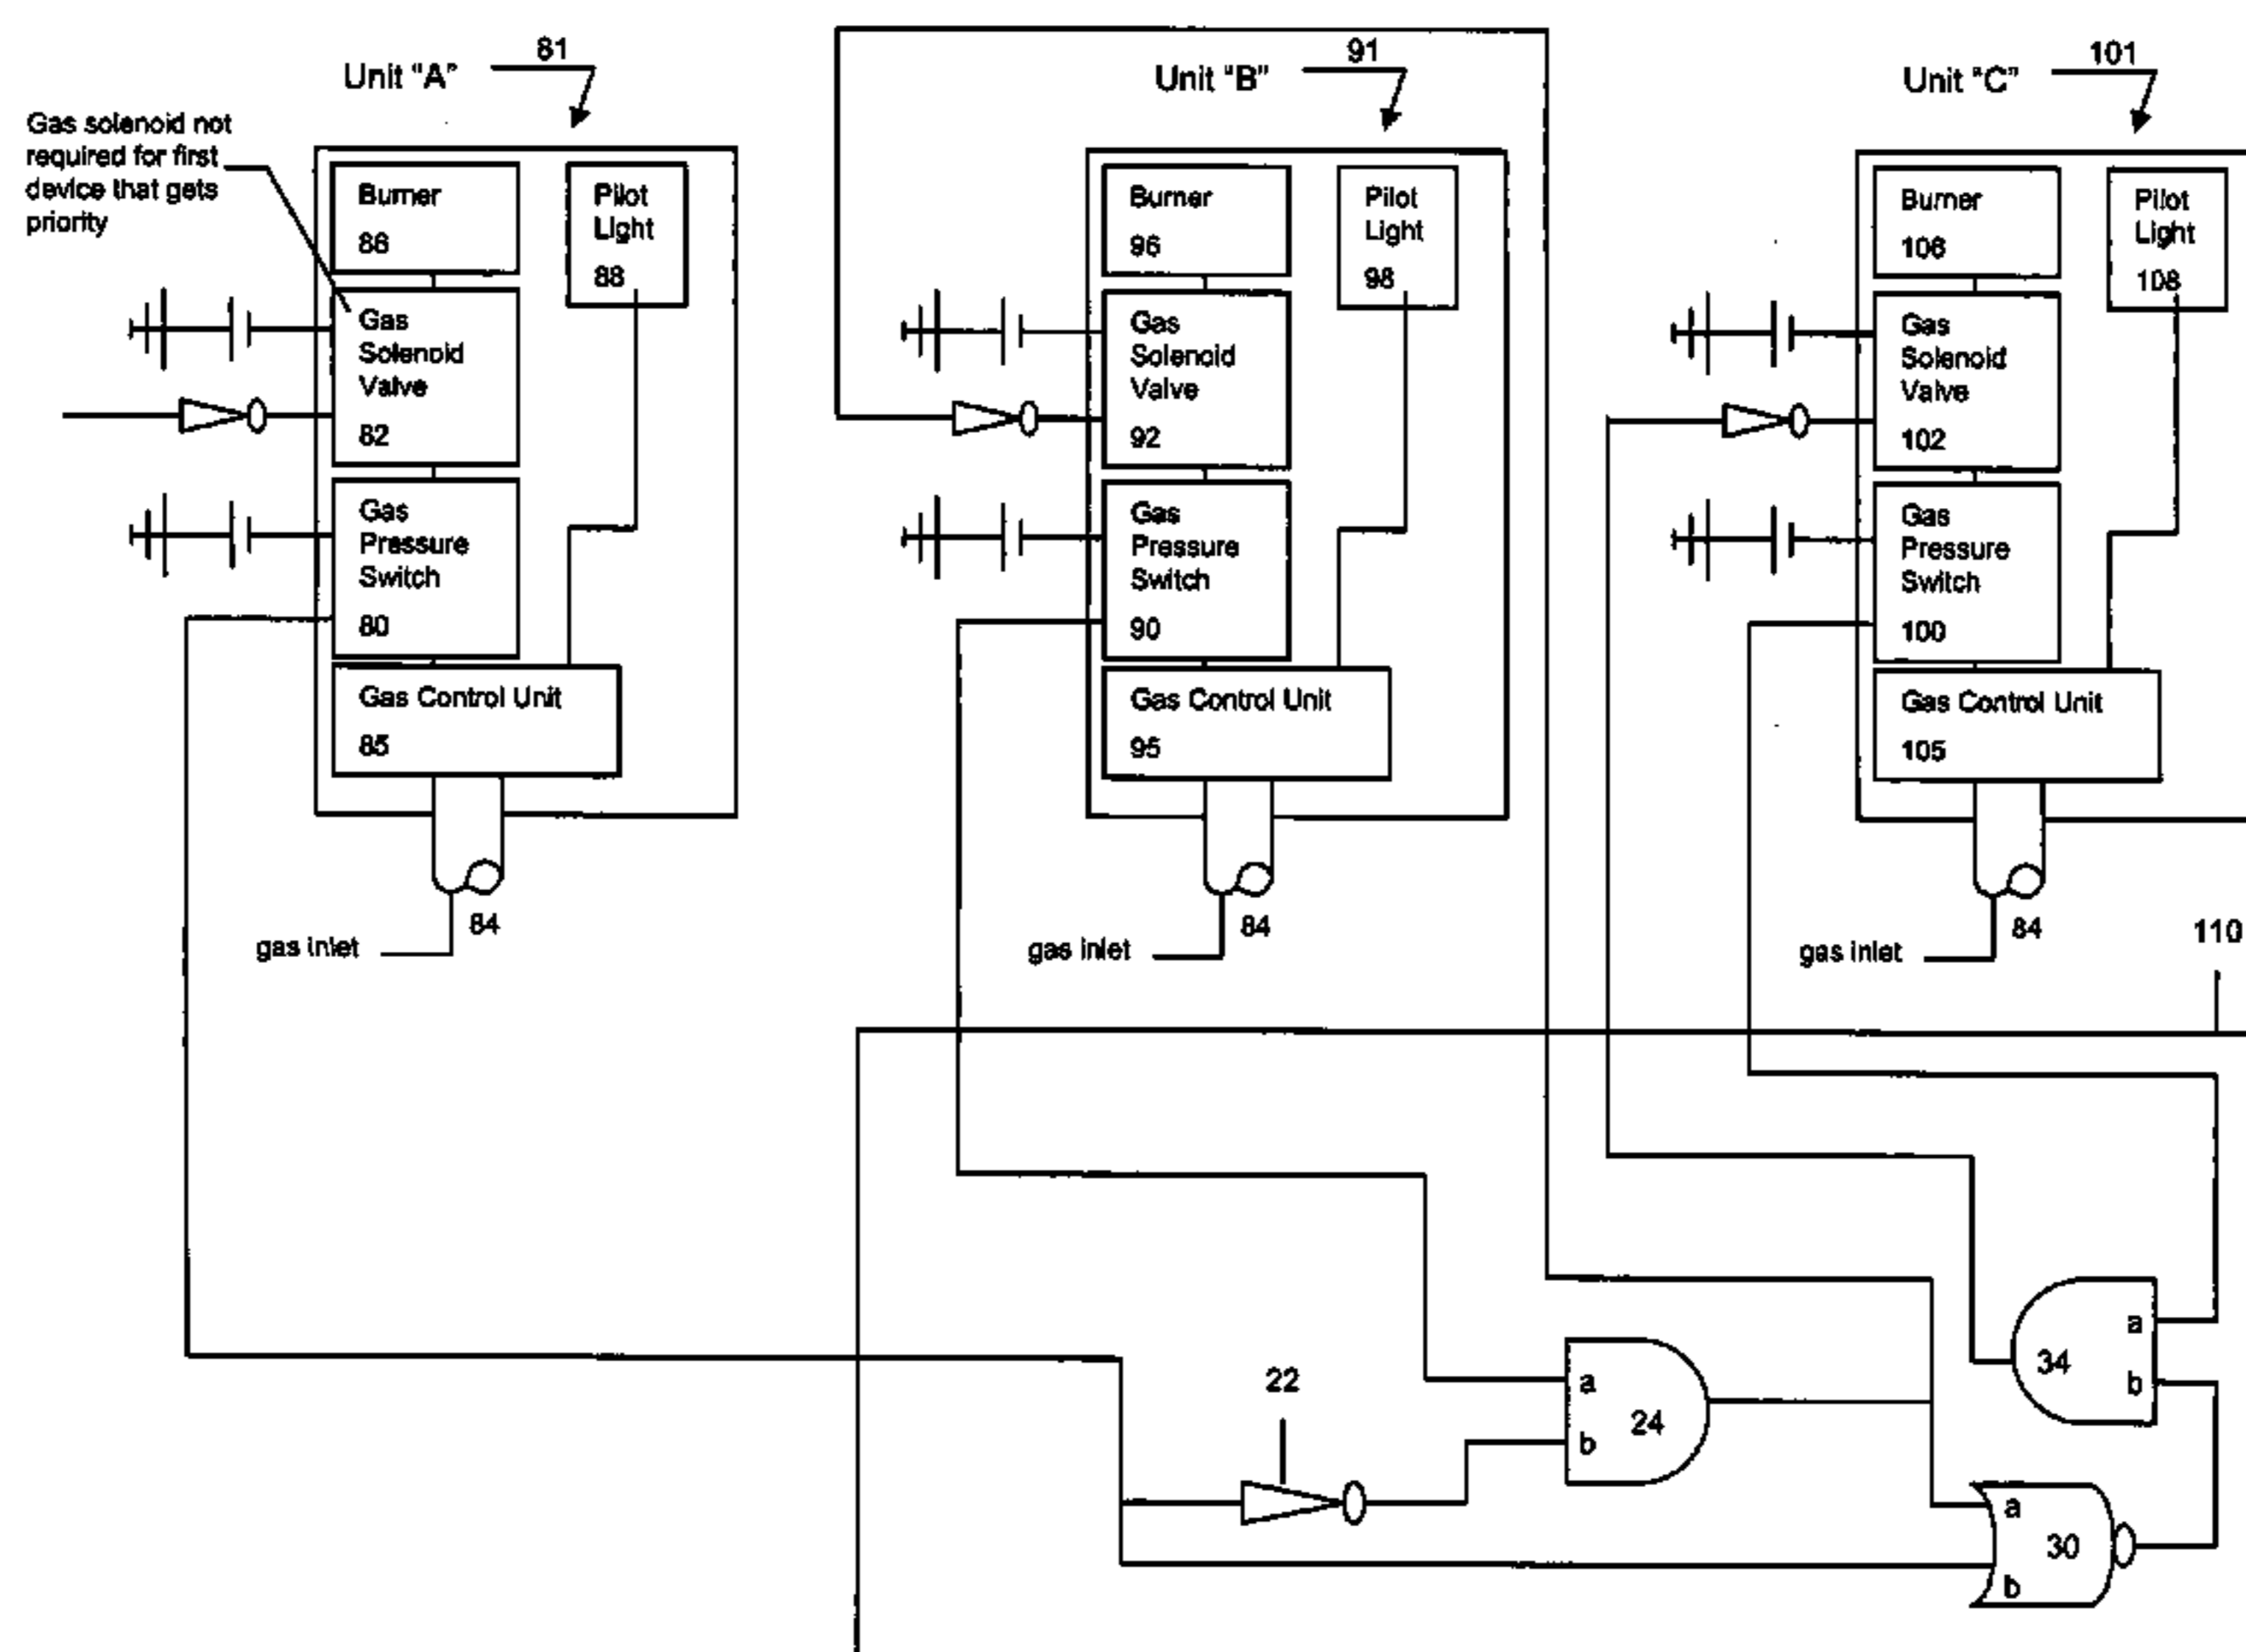 81
Unit "A"
91
Unit "B"
101
Unit "C"
Gas solenoid not
required for first
device that gets
priority
Burner
86
Pilot
Light
88
Gas
Solenoid
Valve
82
Gas
Pressure
Switch
80
Gas Control Unit
85
gas inlet
84
Burner
96
Pilot
Light
98
Gas
Solenoid
Valve
92
Gas
Pressure
Switch
90
Gas Control Unit
95
gas inlet
84
Burner
106
Pilot
Light
108
Gas
Solenoid
Valve
102
Gas
Pressure
Switch
100
Gas Control Unit
105
gas inlet
84
110
22
a
24
b
a
34
b
a
30
b